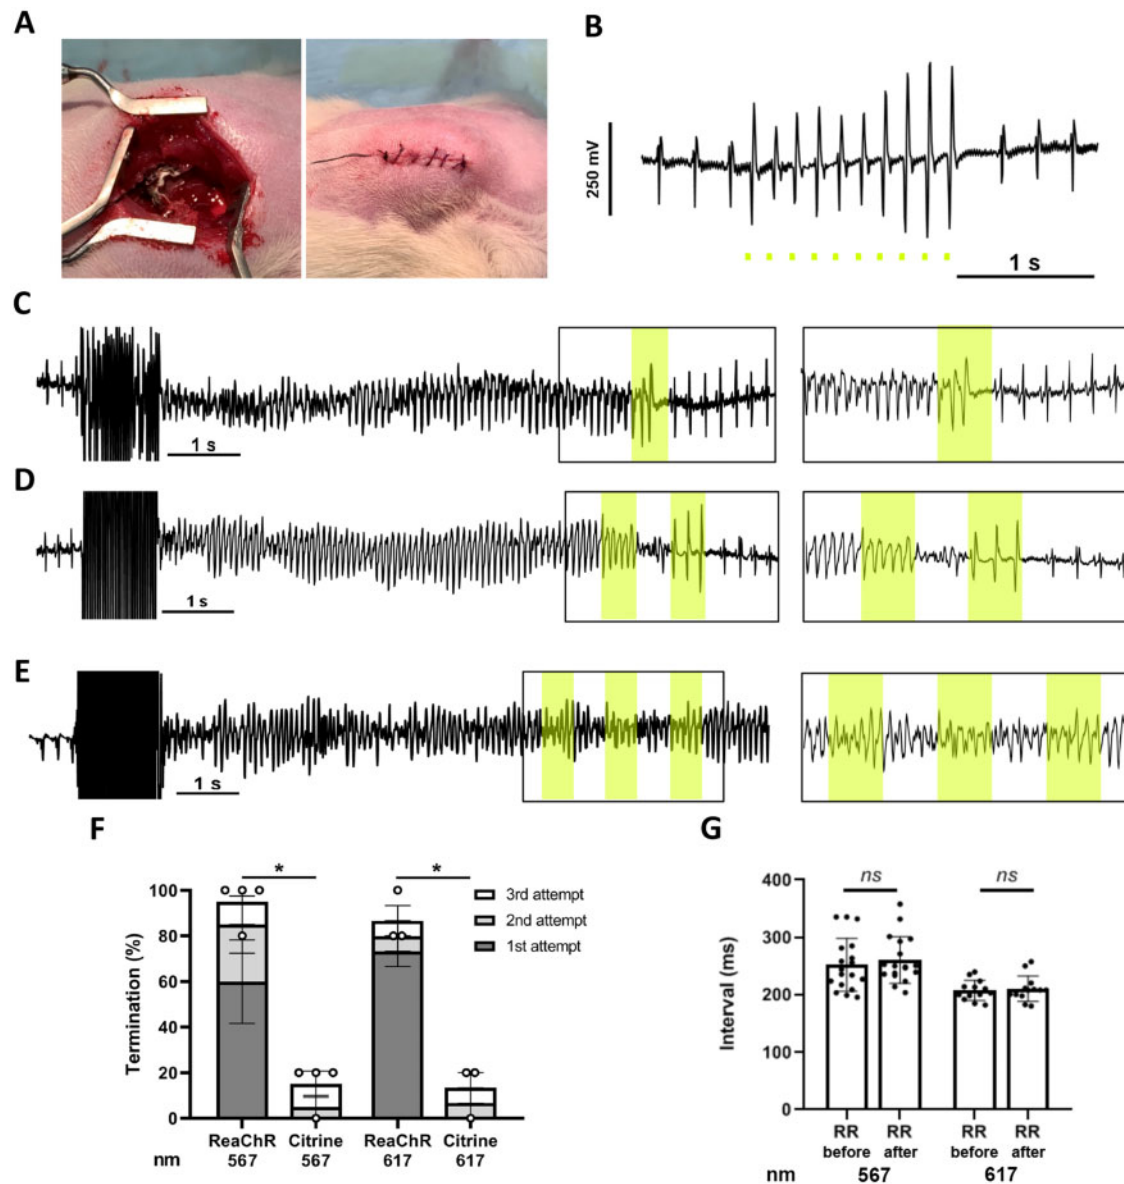 A
B
250 mV
1 s
C
1 s
D
1 s
E
1 s
F
Termination (%)
100
80
60
40
20
0
*
*
3rd attempt
2nd attempt
1st attempt
ReaChR
Citrine
ReaChR
Citrine
nm
567
567
617
617
G
Interval (ms)
400
300
200
100
0
ns
ns
RR
RR
RR
RR
before
after
before
after
nm
567
617